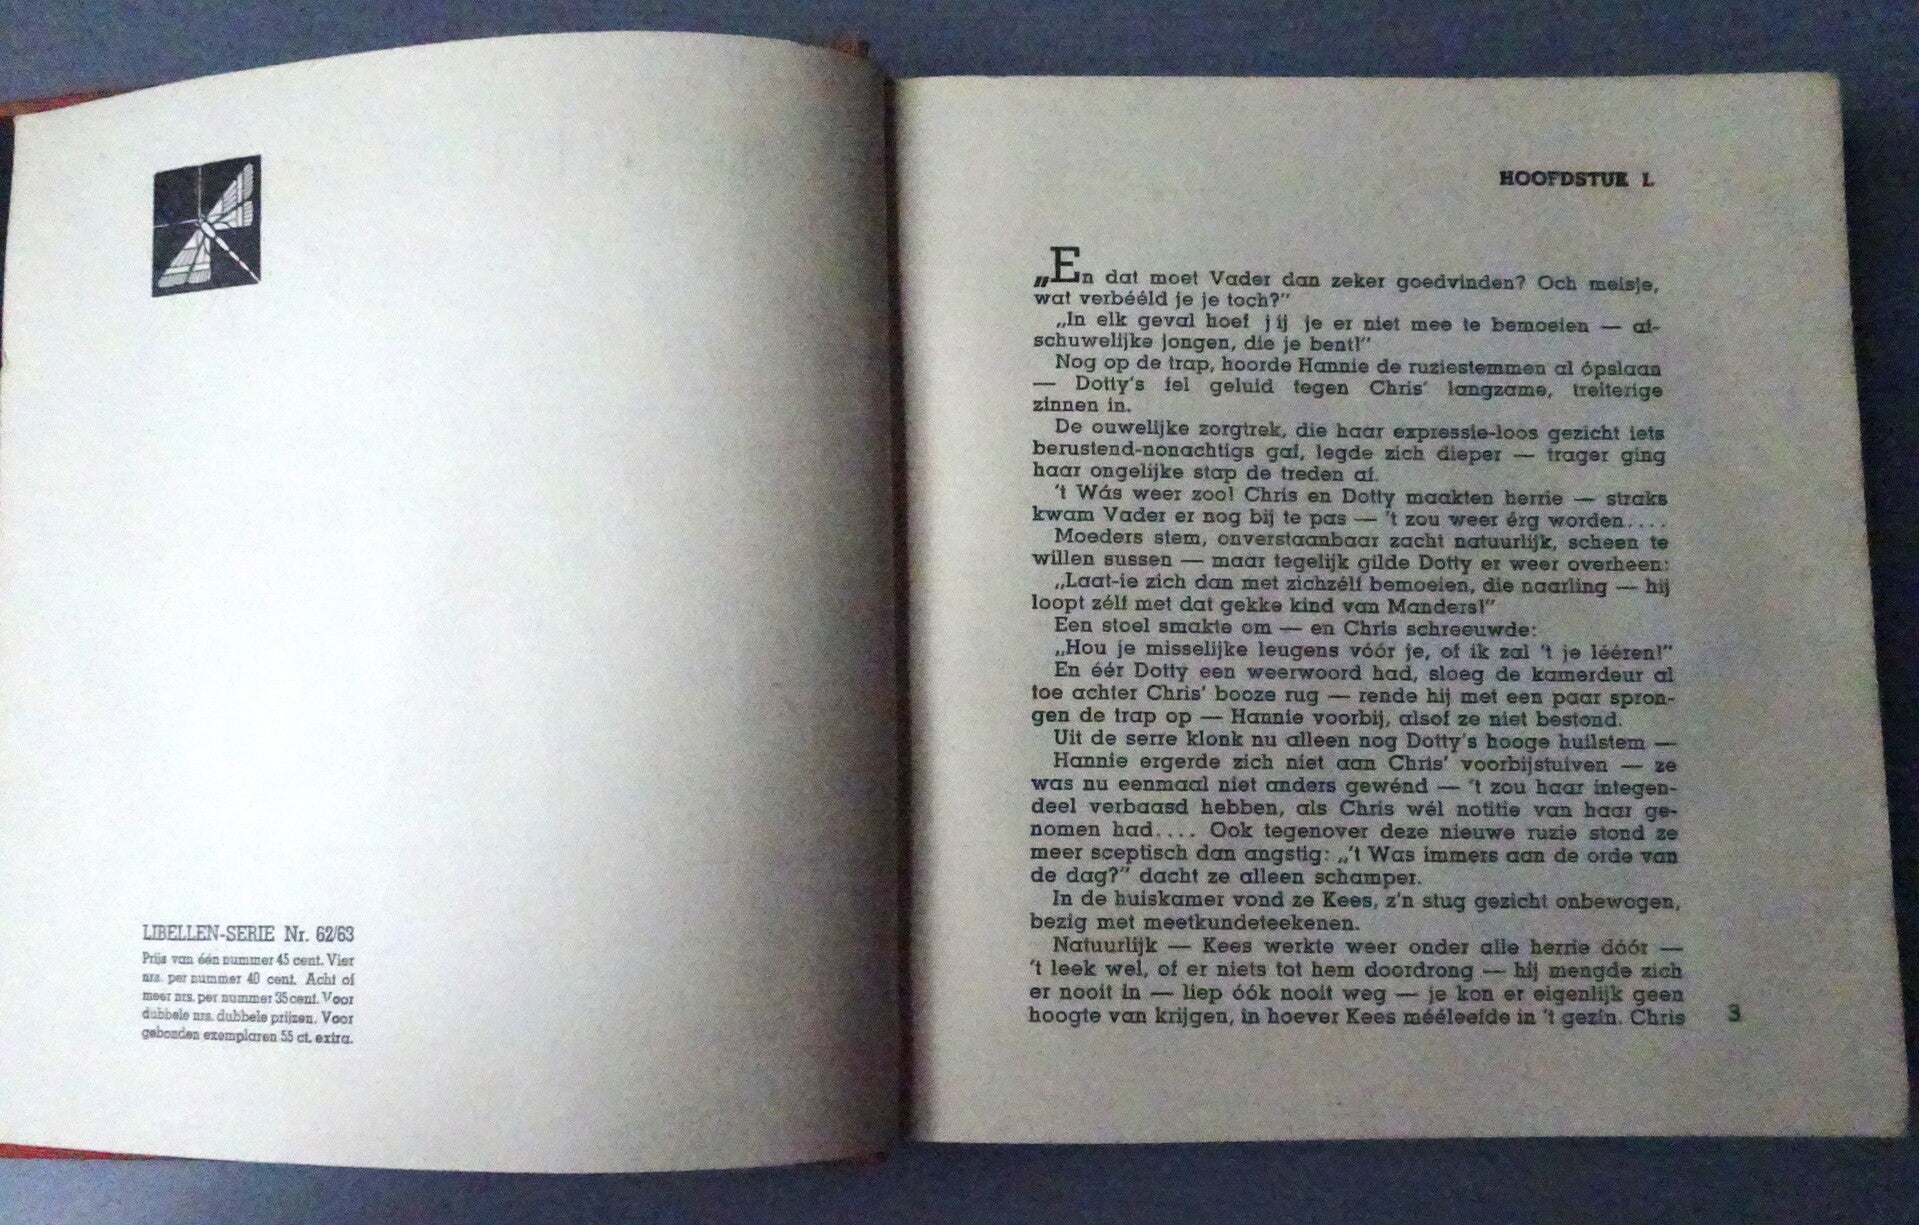 LIBELLEN-SERIE Nr. 62/63
Prijs van één nummer 45 cent. Vier
nrs. per nummer 40 cent. Acht of
meer nrs. per nummer 35 cent. Voor
dubbele nrs. dubbele prijzen. Voor
gebonden exemplaren 55 ct. extra.
HOOFDSTUK I.
„En dat moet Vader dan zeker goedvinden? Och meisje,
wat verbééld je je toch?”
„In elk geval hoef jij je er niet mee te bemoeien — af-
schuwelijke jongen, die je bent!”
Nog op de trap, hoorde Hannie de ruziestemmen al ópslaan
— Dotty's fel geluid tegen Chris' langzame, treiterige
zinnen in.
De ouwelijke zorgtrek, die haar expressie-loos gezicht iets
berustend-nonachtigs gaf, legde zich dieper — trager ging
haar ongelijke stap de treden af.
't Wás weer zoo! Chris en Dotty maakten herrie — straks
kwam Vader er nog bij te pas — 't zou weer érg worden....
Moeders stem, onverstaanbaar zacht natuurlijk, scheen te
willen sussen — maar tegelijk gilde Dotty er weer overheen:
„Laat-ie zich dan met zichzélf bemoeien, die naarling — hij
loopt zélf met dat gekke kind van Manders!”
Een stoel smakte om — en Chris schreeuwde:
„Hou je misselijke leugens vóór je, of ik zal 't je lééren!”
En éér Dotty een weerwoord had, sloeg de kamerdeur al
toe achter Chris' booze rug — rende hij met een paar spron-
gen de trap op — Hannie voorbij, alsof ze niet bestond.
Uit de serre klonk nu alleen nog Dotty's hooge huilstem —
Hannie ergerde zich niet aan Chris' voorbijstuiven — ze
was nu eenmaal niet anders gewénd — 't zou haar integen-
deel verbaasd hebben, als Chris wél notitie van haar ge-
nomen had.... Ook tegenover deze nieuwe ruzie stond ze
meer sceptisch dan angstig: „'t Was immers aan de orde van
de dag?” dacht ze alleen schamper.
In de huiskamer vond ze Kees, z'n stug gezicht onbewogen,
bezig met meetkundeteekenen.
Natuurlijk — Kees werkte weer onder alle herrie dóór —
't leek wel, of er niets tot hem doordrong — hij mengde zich
er nooit in — liep óók nooit weg — je kon er eigenlijk geen
hoogte van krijgen, in hoever Kees mééleefde in 't gezin. Chris
3